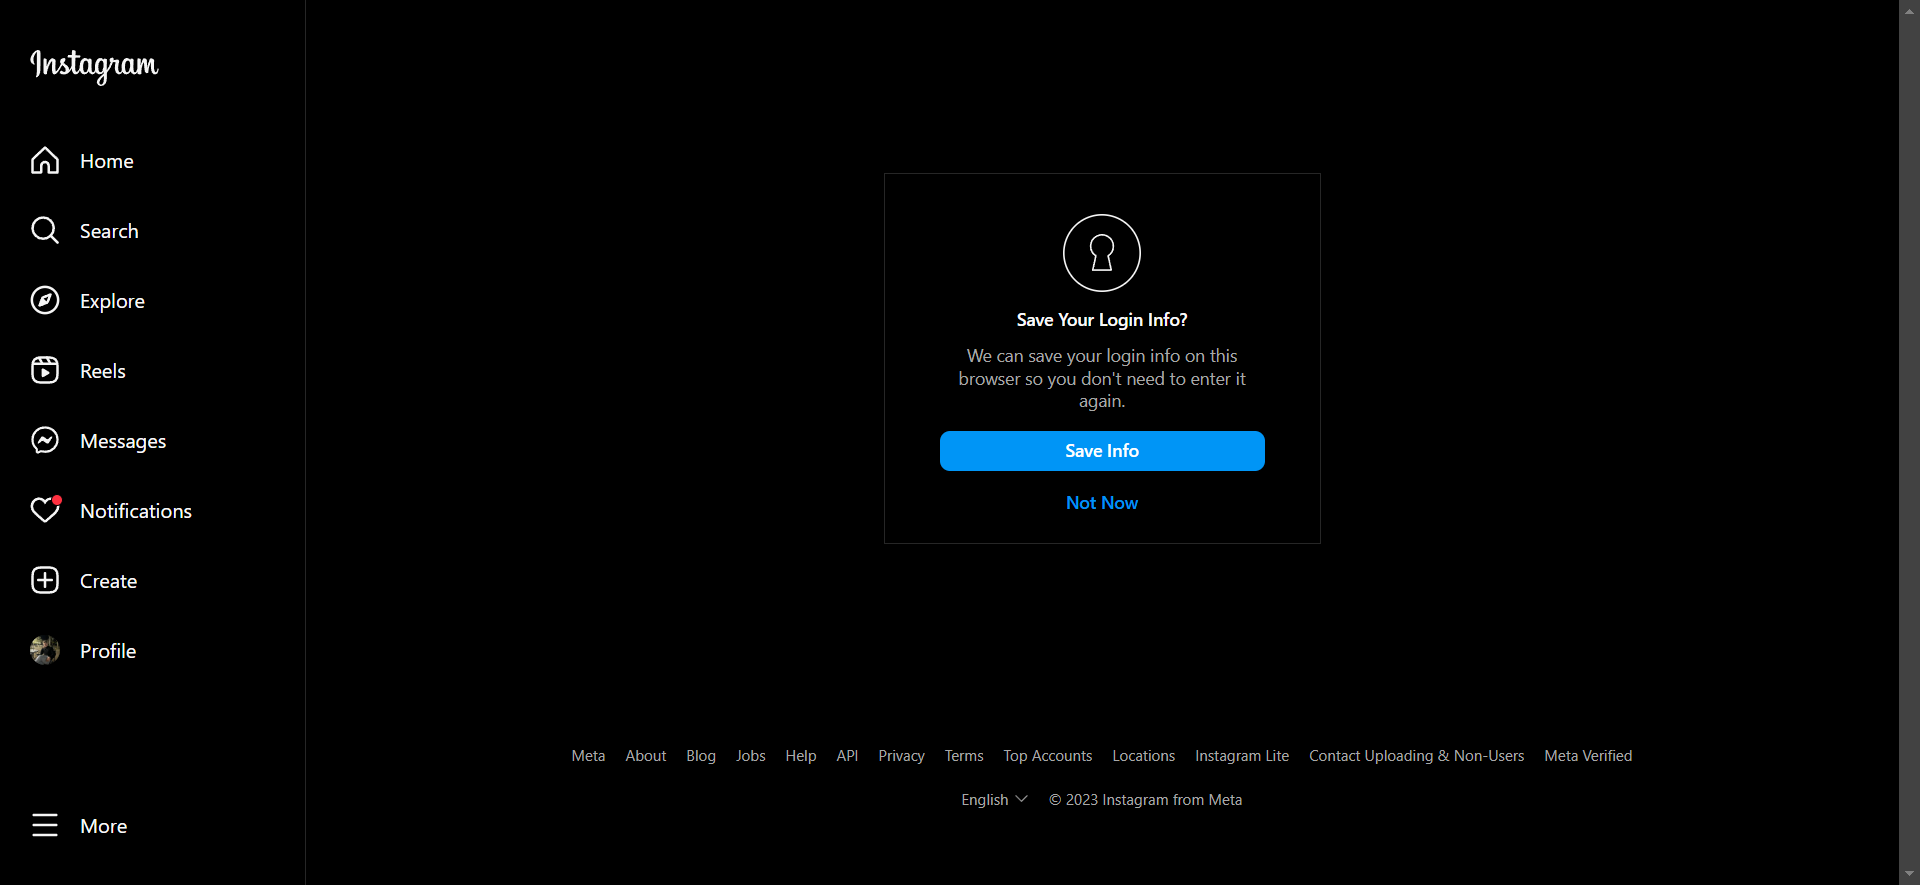 Instagram
Home
Search
Explore
Reels
Messages
Notifications
Create
Profile
More
Save Your Login Info?
We can save your login info on this
browser so you don't need to enter it
again.
Save Info
Not Now
Meta About Blog Jobs Help API Privacy Terms Top Accounts Locations Instagram Lite Contact Uploading & Non-Users Meta Verified
English © 2023 Instagram from Meta